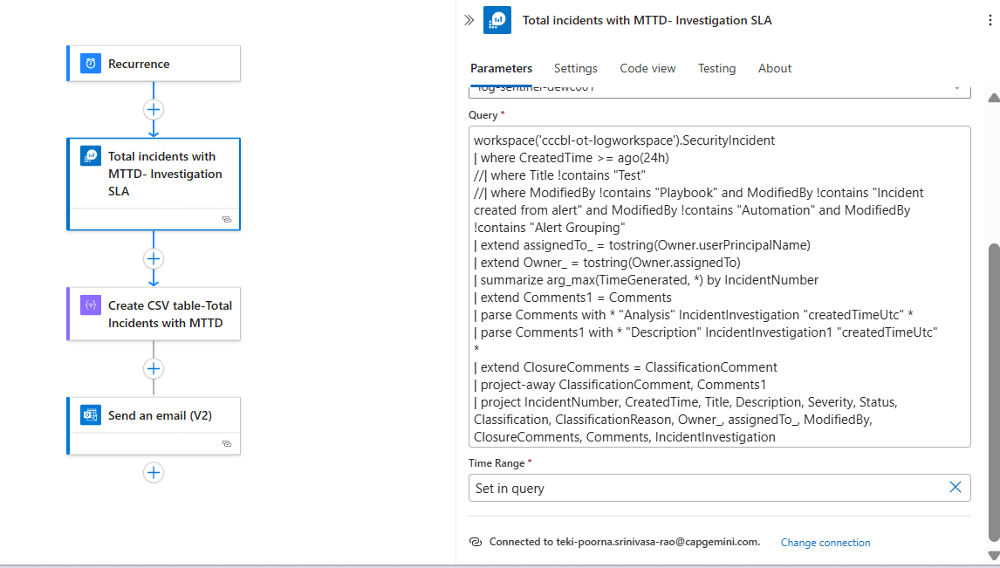 Recurrence
Total incidents with
MTTD- Investigation
SLA
Create CSV table-Total
Incidents with MTTD
Send an email (V2)
Total incidents with MTTD- Investigation SLA
Parameters Settings Code view Testing About
log-sentinel-dewc001
Query *
workspace('cccbl-ot-logworkspace').SecurityIncident
| where CreatedTime >= ago(24h)
//| where Title !contains "Test"
//| where ModifiedBy !contains "Playbook" and ModifiedBy !contains "Incident
created from alert" and ModifiedBy !contains "Automation" and ModifiedBy
!contains "Alert Grouping"
| extend assignedTo_ = tostring(Owner.userPrincipalName)
| extend Owner_ = tostring(Owner.assignedTo)
| summarize arg_max(TimeGenerated, *) by IncidentNumber
| extend Comments1 = Comments
| parse Comments with * "Analysis" IncidentInvestigation "createdTimeUtc" *
| parse Comments1 with * "Description" IncidentInvestigation1 "createdTimeUtc"
*
| extend ClosureComments = ClassificationComment
| project-away ClassificationComment, Comments1
| project IncidentNumber, CreatedTime, Title, Description, Severity, Status,
Classification, ClassificationReason, Owner_, assignedTo_, ModifiedBy,
ClosureComments, Comments, IncidentInvestigation
Time Range *
Set in query
Connected to teki-poorna.srinivasa-rao@capgemini.com. Change connection